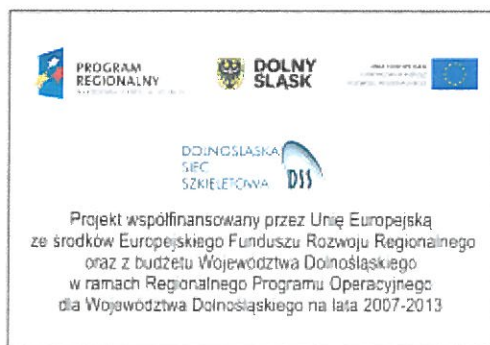 PROGRAM
REGIONALNY
DOLNY
ŚLĄSK
DOLNOŚLĄSKA
SIEĆ
SZKIELETOWA DSS
Projekt współfinansowany przez Unię Europejską
ze środków Europejskiego Funduszu Rozwoju Regionalnego
oraz z budżetu Województwa Dolnośląskiego
w ramach Regionalnego Programu Operacyjnego
dla Województwa Dolnośląskiego na lata 2007-2013